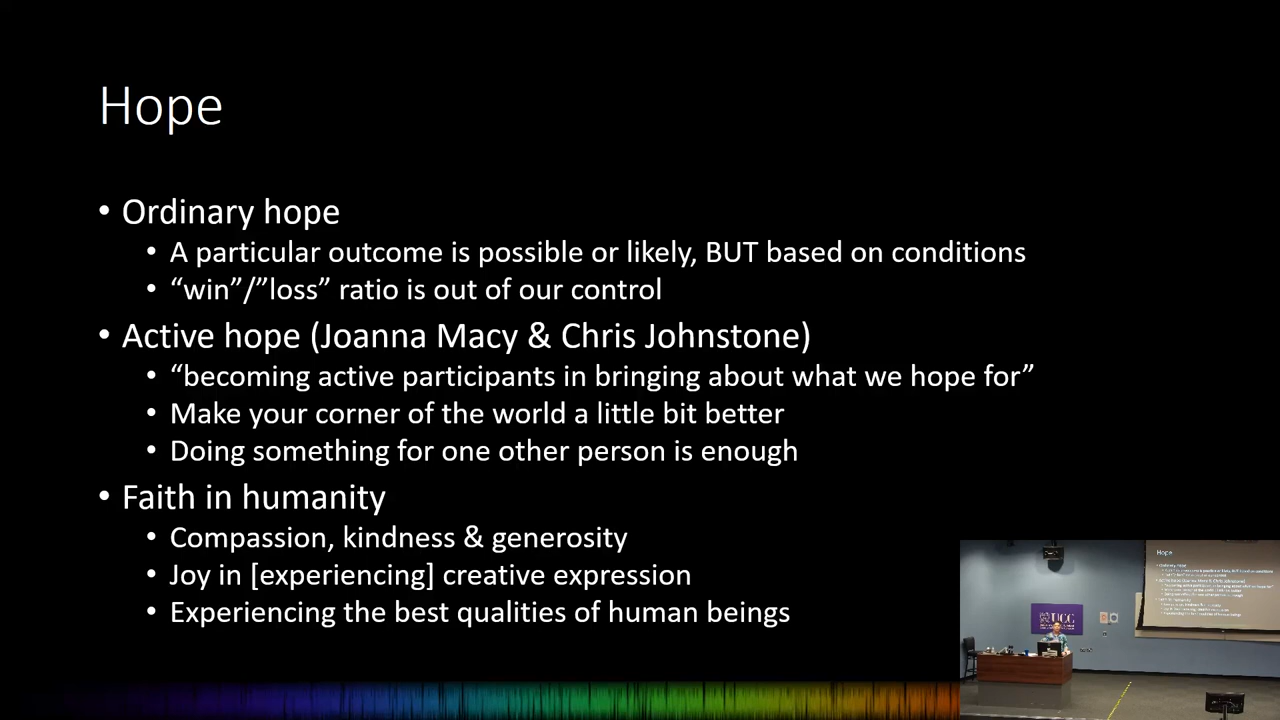 Hope
• Ordinary hope
• A particular outcome is possible or likely, BUT based on conditions
• “win”/”loss” ratio is out of our control
• Active hope (Joanna Macy & Chris Johnstone)
• “becoming active participants in bringing about what we hope for”
• Make your corner of the world a little bit better
• Doing something for one other person is enough
• Faith in humanity
• Compassion, kindness & generosity
• Joy in [experiencing] creative expression
• Experiencing the best qualities of human beings
Hope
UCC